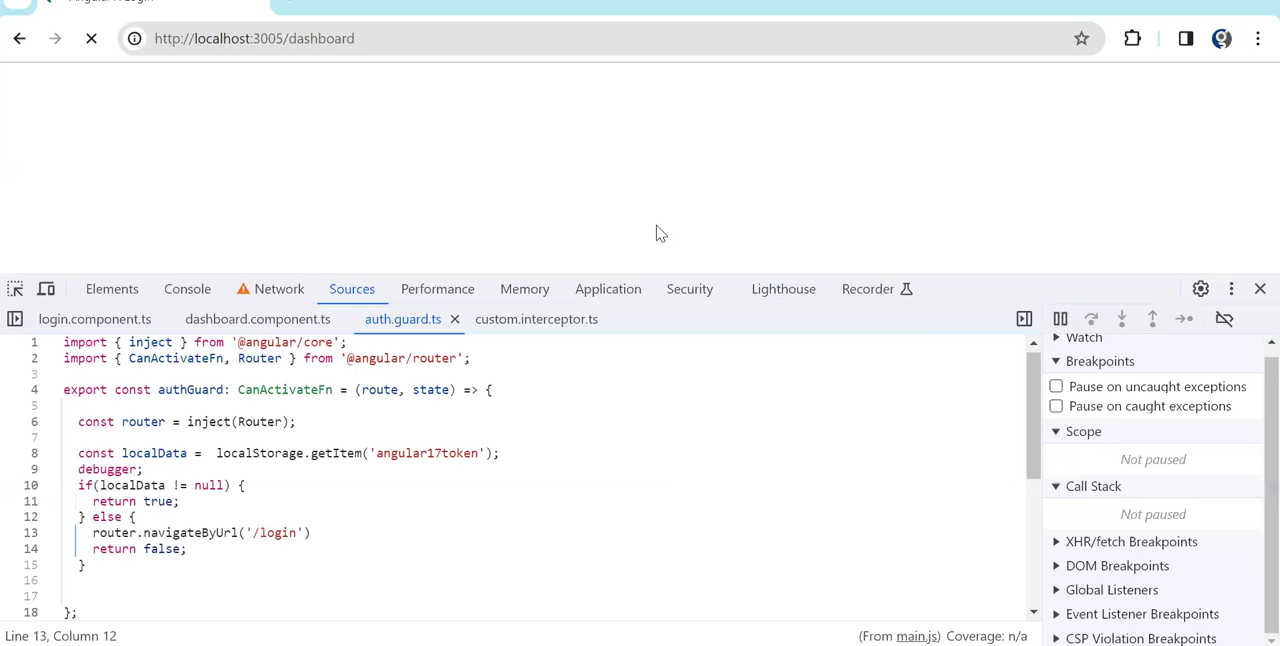 http://localhost:3005/dashboard
Elements Console Network Sources Performance Memory Application Security Lighthouse Recorder
login.component.ts dashboard.component.ts auth.guard.ts custom.interceptor.ts
1 import { inject } from '@angular/core';
2 import { CanActivateFn, Router } from '@angular/router';
3
4 export const authGuard: CanActivateFn = (route, state) => {
5
6 const router = inject(Router);
7
8 const localData =  localStorage.getItem('angular17token');
9 debugger;
10 if(localData != null) {
11 return true;
12 } else {
13 router.navigateByUrl('/login')
14 return false;
15 }
16
17
18 };
Line 13, Column 12
(From main.js) Coverage: n/a
Watch
Breakpoints
Pause on uncaught exceptions
Pause on caught exceptions
Scope
Not paused
Call Stack
Not paused
XHR/fetch Breakpoints
DOM Breakpoints
Global Listeners
Event Listener Breakpoints
CSP Violation Breakpoints